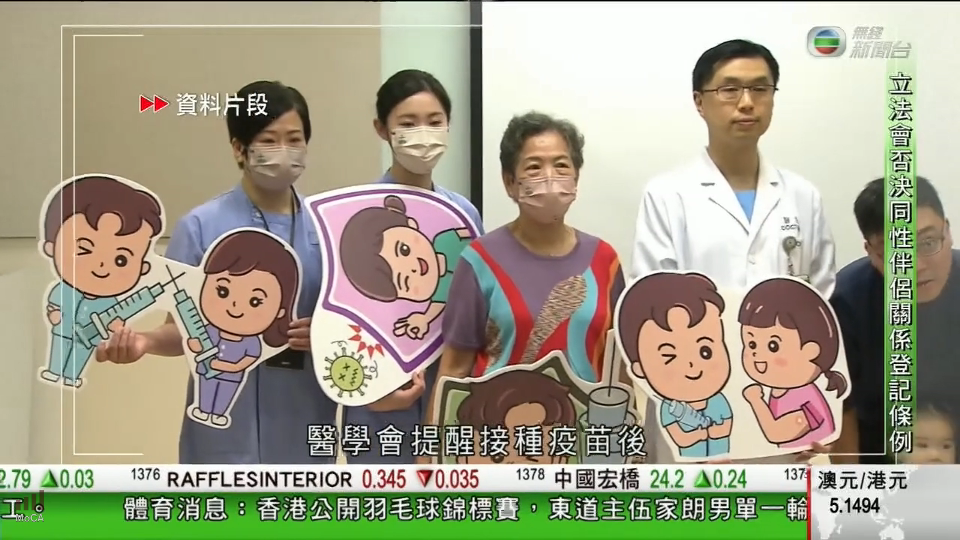 無綫
新聞台
資料片段
立法會否決同性伴侶關係登記條例
醫學會提醒接種疫苗後
2.79 ▲0.03 1376 RAFFLESINTERIOR 0.345 ▼0.035 1378 中國宏橋 24.2 ▲0.24 137
澳元/港元
5.1494
工。 體育消息：香港公開羽毛球錦標賽，東道主伍家朗男單一輪
MoCA